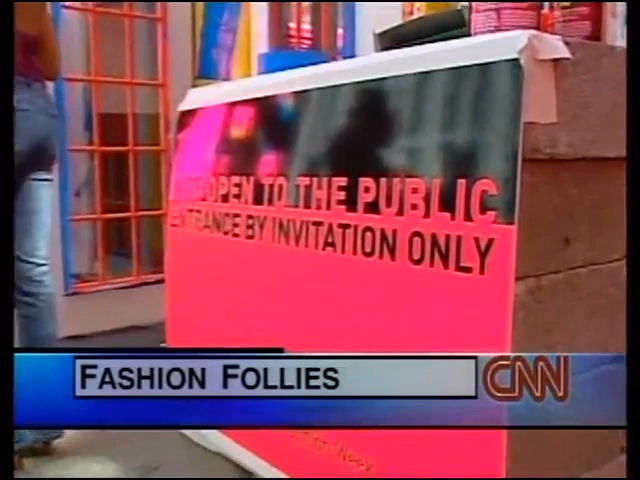 OPEN TO THE PUBLIC
ENTRANCE BY INVITATION ONLY
FASHION FOLLIES
CNN